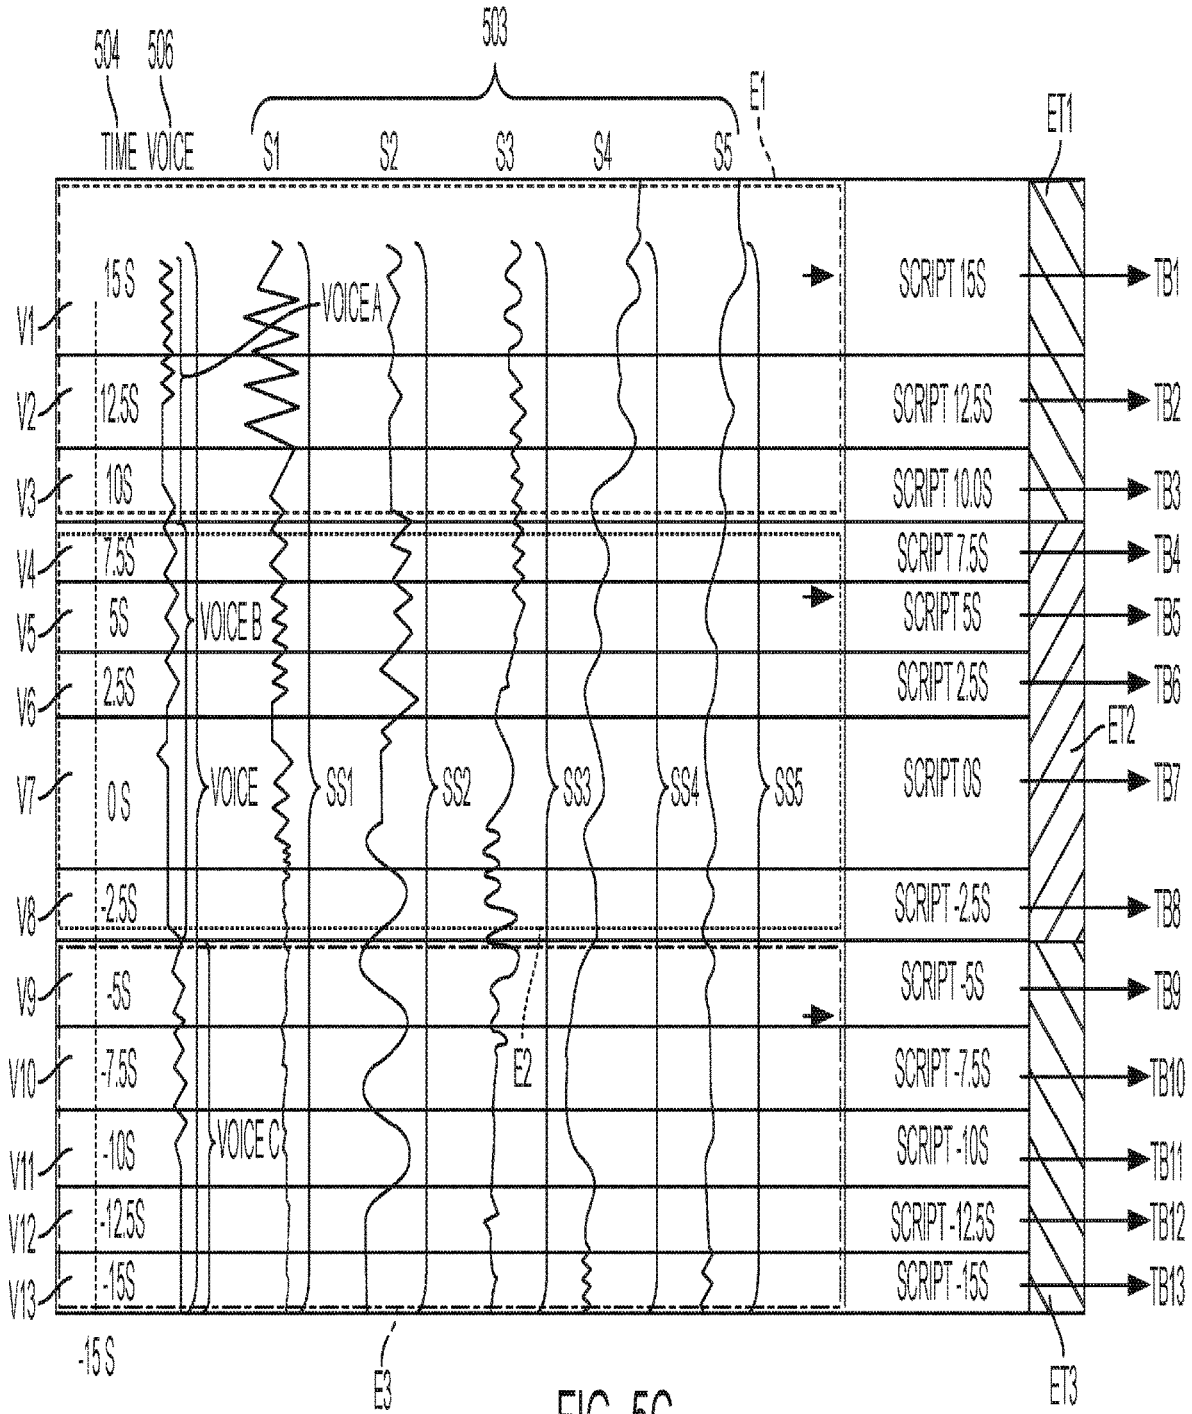 503
504 506
E1
ET1
TIME VOICE S1 S2 S3 S4 S5
V1 15 S VOICE A SCRIPT 15S TB1
V2 12.5S SCRIPT 12.5S TB2
V3 10S SCRIPT 10.0S TB3
V4 7.5S SCRIPT 7.5S TB4
V5 5S VOICE B SCRIPT 5S TB5
V6 2.5S SCRIPT 2.5S TB6
ET2
V7 0 S VOICE SS1 SS2 SS3 SS4 SS5 SCRIPT 0S TB7
V8 -2.5S SCRIPT -2.5S TB8
V9 -5S SCRIPT -5S TB9
E2
V10 -7.5S SCRIPT -7.5S TB10
V11 -10S VOICE C SCRIPT -10S TB11
V12 -12.5S SCRIPT -12.5S TB12
V13 -15S SCRIPT -15S TB13
-15 S
E3
ET3
FIG. 5C